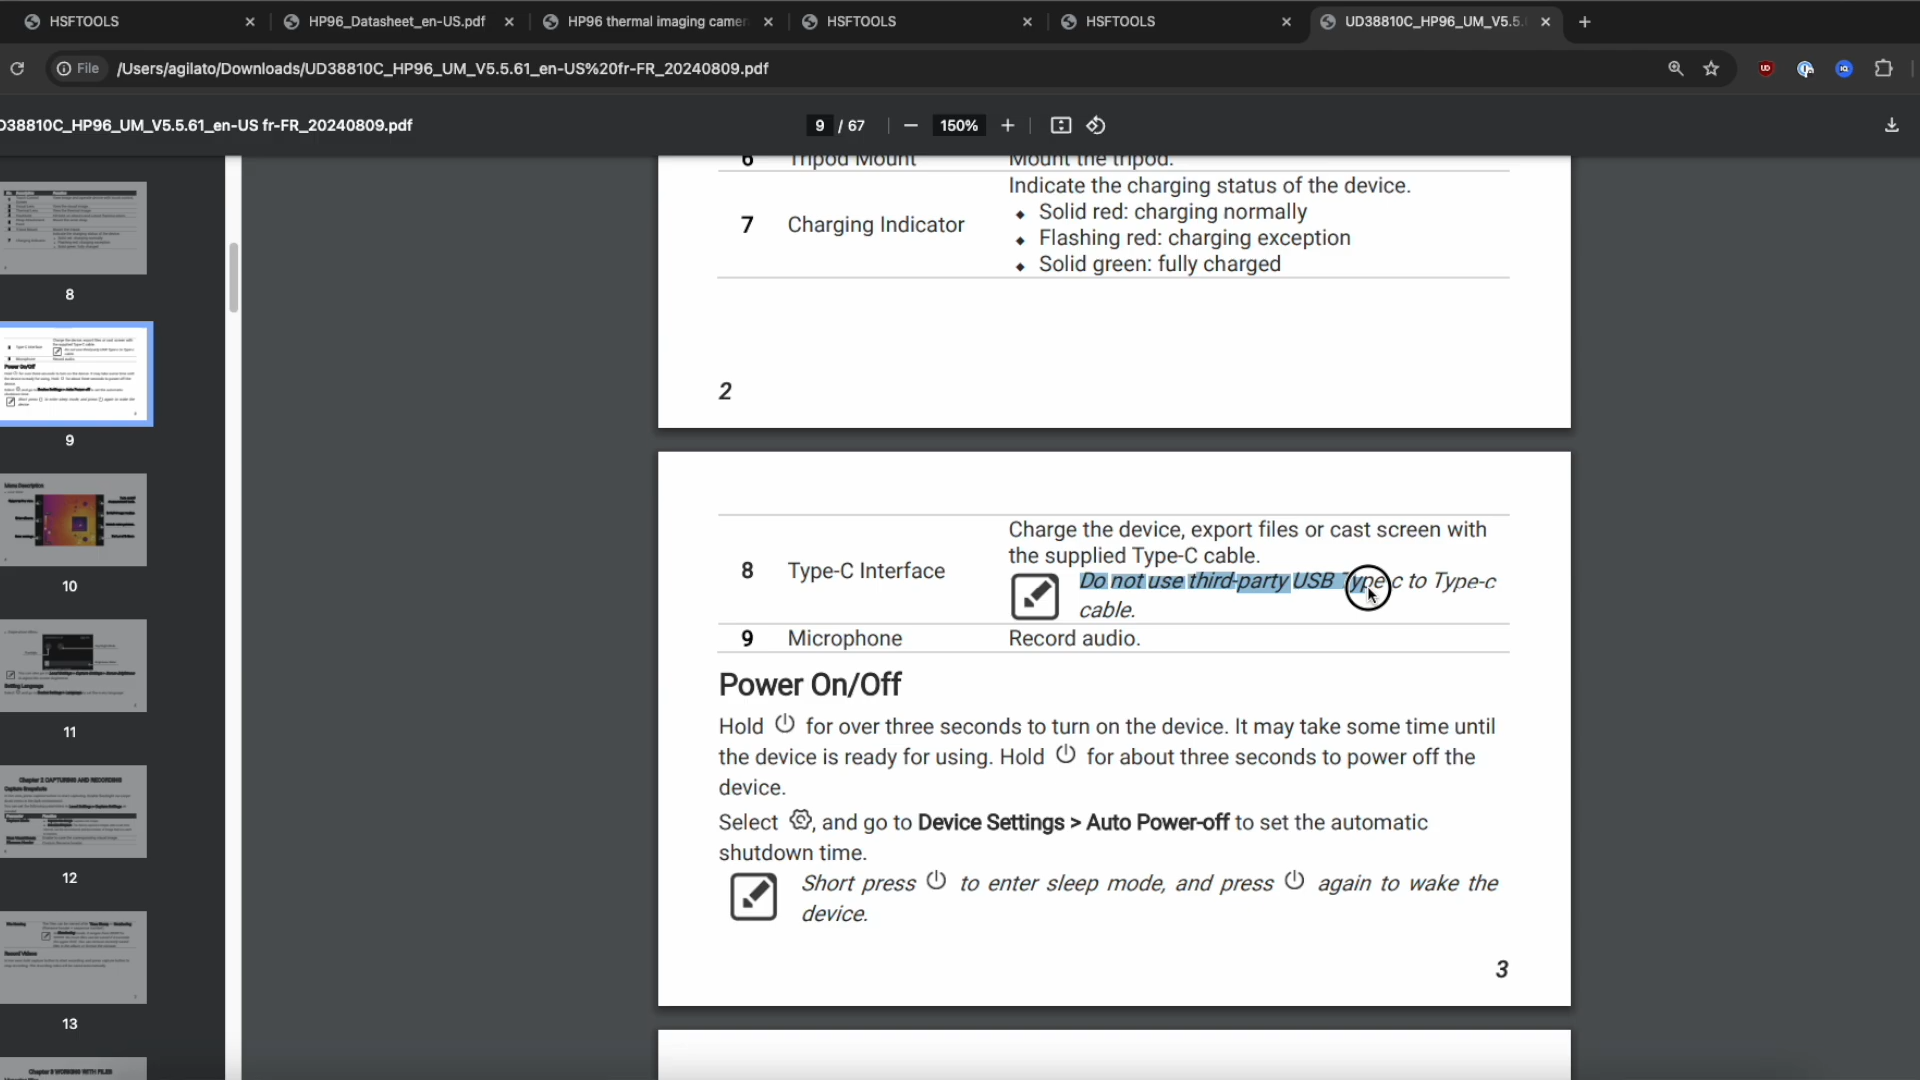 HSFTOOLS
HP96_Datasheet_en-US.pdf
HP96 thermal imaging camer
HSFTOOLS
HSFTOOLS
UD38810C_HP96_UM_V5.5.
File /Users/agilato/Downloads/UD38810C_HP96_UM_V5.5.61_en-US%20fr-FR_20240809.pdf
D38810C_HP96_UM_V5.5.61_en-US fr-FR_20240809.pdf
9 / 67
150%
8
9
10
11
12
13
6 Tripod Mount Mount the tripod.
7 Charging Indicator
Indicate the charging status of the device.
◆ Solid red: charging normally
◆ Flashing red: charging exception
◆ Solid green: fully charged
2
8 Type-C Interface
Charge the device, export files or cast screen with
the supplied Type-C cable.
Do not use third-party USB Type-c to Type-c
cable.
9 Microphone Record audio.
Power On/Off
Hold for over three seconds to turn on the device. It may take some time until
the device is ready for using. Hold for about three seconds to power off the
device.
Select , and go to Device Settings > Auto Power-off to set the automatic
shutdown time.
Short press to enter sleep mode, and press again to wake the
device.
3